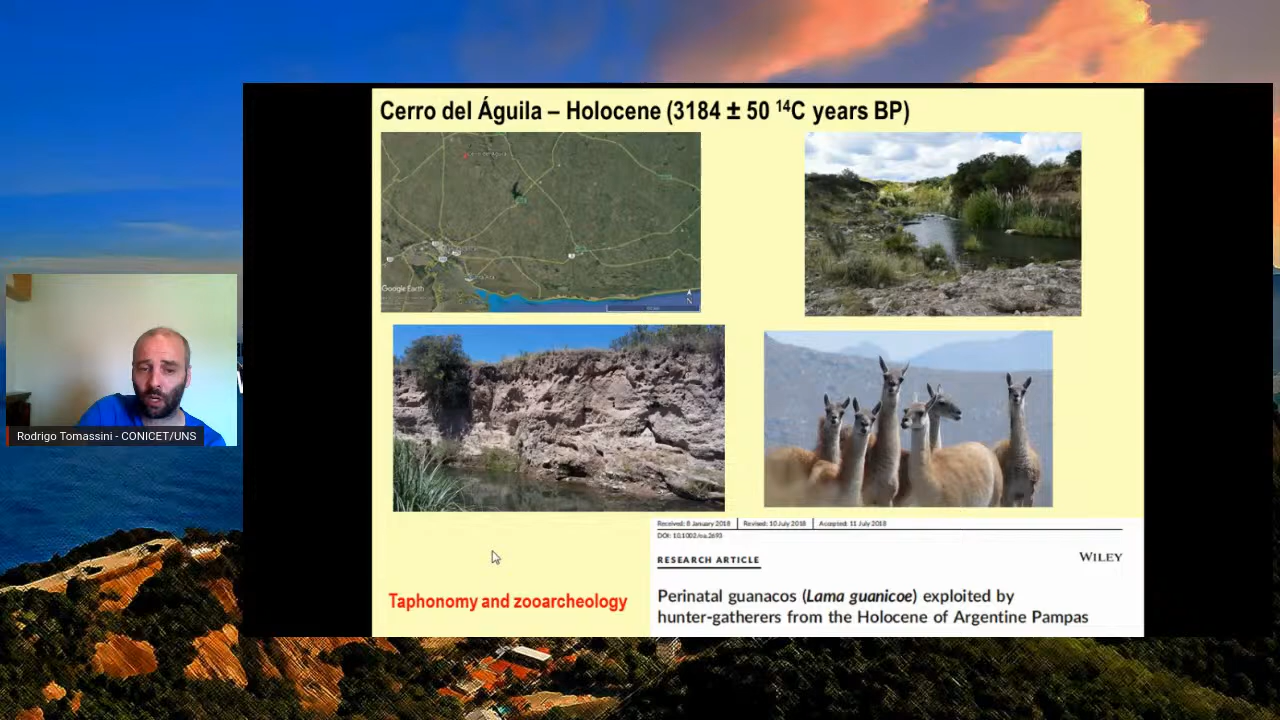 Cerro del Águila – Holocene (3184 ± 50 ¹⁴C years BP)
Google Earth
N
Rodrigo Tomassini - CONICET/UNS
Received: 8 January 2018 | Revised: 10 July 2018 | Accepted: 11 July 2018
DOI: 10.1002/oa.2693
RESEARCH ARTICLE
WILEY
Taphonomy and zooarcheology
Perinatal guanacos (Lama guanicoe) exploited by
hunter-gatherers from the Holocene of Argentine Pampas